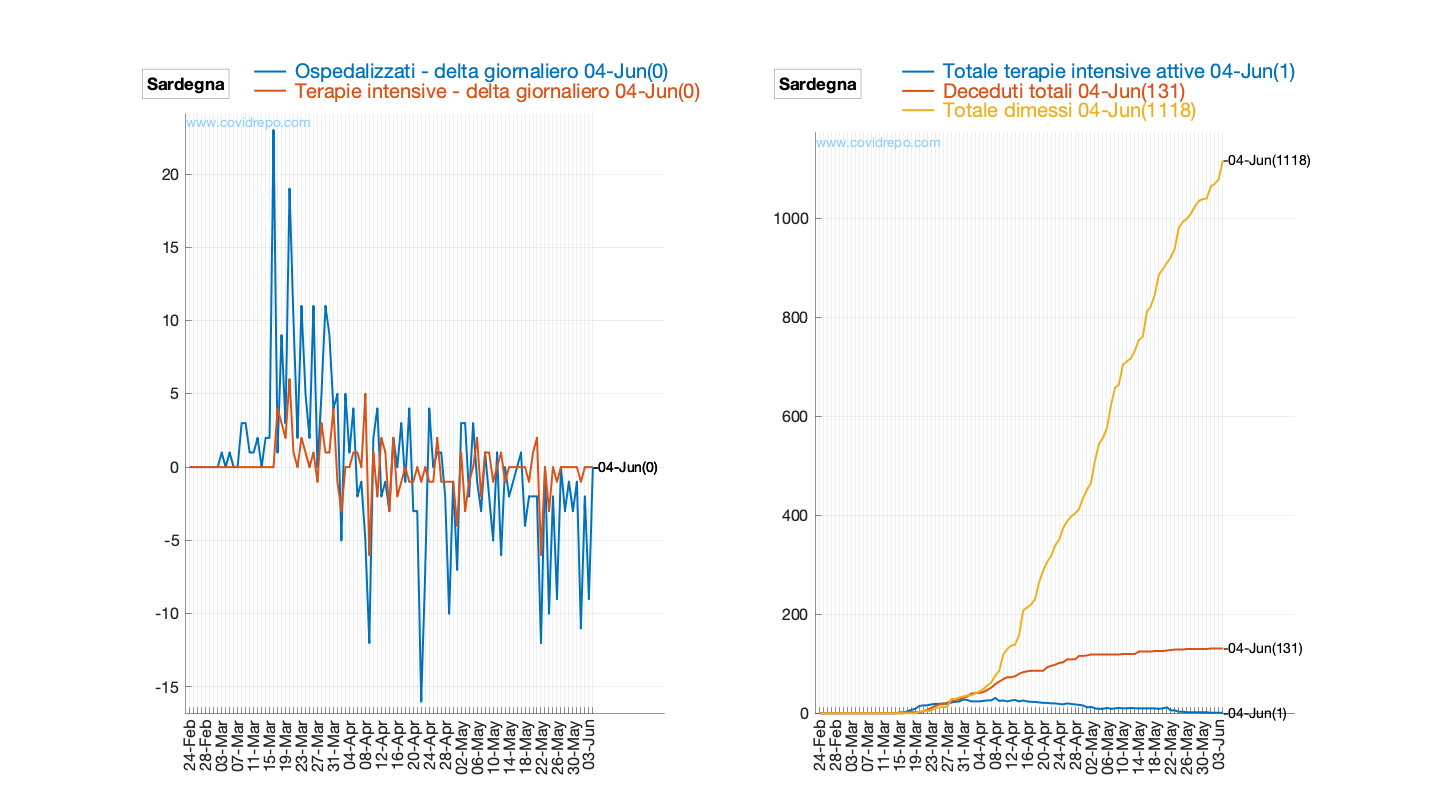 Sardegna
Ospedalizzati - delta giornaliero 04-Jun(0)
Terapie intensive - delta giornaliero 04-Jun(0)
www.covidrepo.com
20
15
10
5
0
-5
-10
-15
-04-Jun(0)
24-Feb
28-Feb
03-Mar
07-Mar
11-Mar
15-Mar
19-Mar
23-Mar
27-Mar
31-Mar
04-Apr
08-Apr
12-Apr
16-Apr
20-Apr
24-Apr
28-Apr
02-May
06-May
10-May
14-May
18-May
22-May
26-May
30-May
03-Jun
Sardegna
Totale terapie intensive attive 04-Jun(1)
Deceduti totali 04-Jun(131)
Totale dimessi 04-Jun(1118)
www.covidrepo.com
1000
800
600
400
200
0
-04-Jun(1118)
-04-Jun(131)
-04-Jun(1)
24-Feb
28-Feb
03-Mar
07-Mar
11-Mar
15-Mar
19-Mar
23-Mar
27-Mar
31-Mar
04-Apr
08-Apr
12-Apr
16-Apr
20-Apr
24-Apr
28-Apr
02-May
06-May
10-May
14-May
18-May
22-May
26-May
30-May
03-Jun